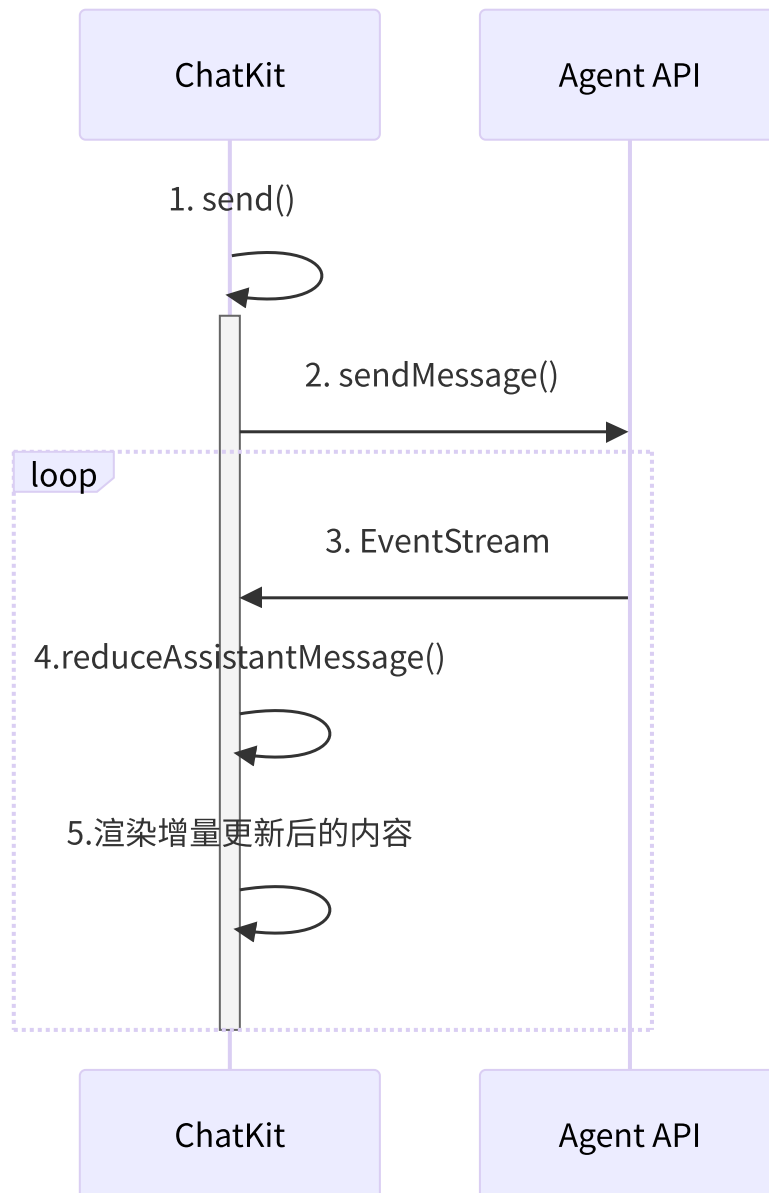 ChatKit
Agent API
1. send()
2. sendMessage()
loop
3. EventStream
4.reduceAssistantMessage()
5.渲染增量更新后的内容
ChatKit
Agent API